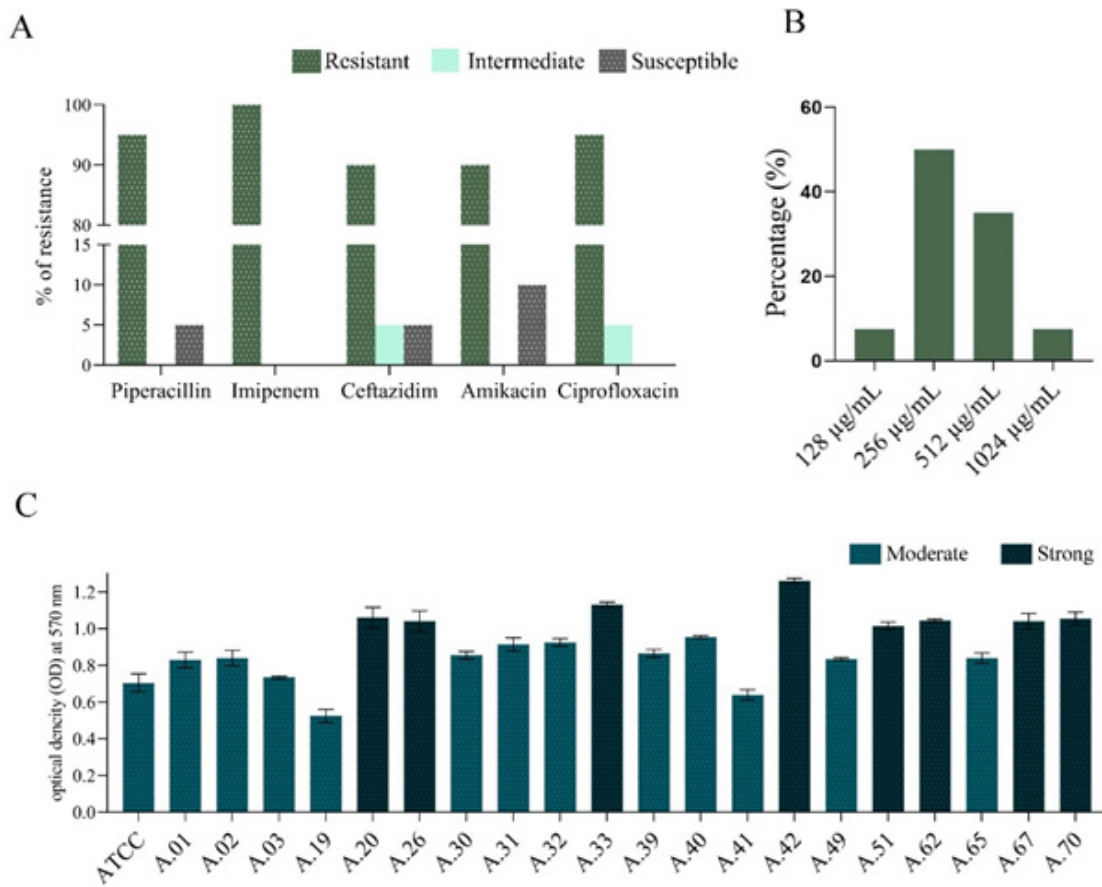 A
Resistant Intermediate Susceptible
% of resistance
100
90
80
15
10
5
0
Piperacillin Imipenem Ceftazidim Amikacin Ciprofloxacin
B
Percentage (%)
60
40
20
0
128 µg/mL 256 µg/mL 512 µg/mL 1024 µg/mL
C
Moderate Strong
optical dencity (OD) at 570 nm
1.2
1.0
0.8
0.6
0.4
0.2
0.0
ATCC A.01 A.02 A.03 A.19 A.20 A.26 A.30 A.31 A.32 A.33 A.39 A.40 A.41 A.42 A.49 A.51 A.62 A.65 A.67 A.70